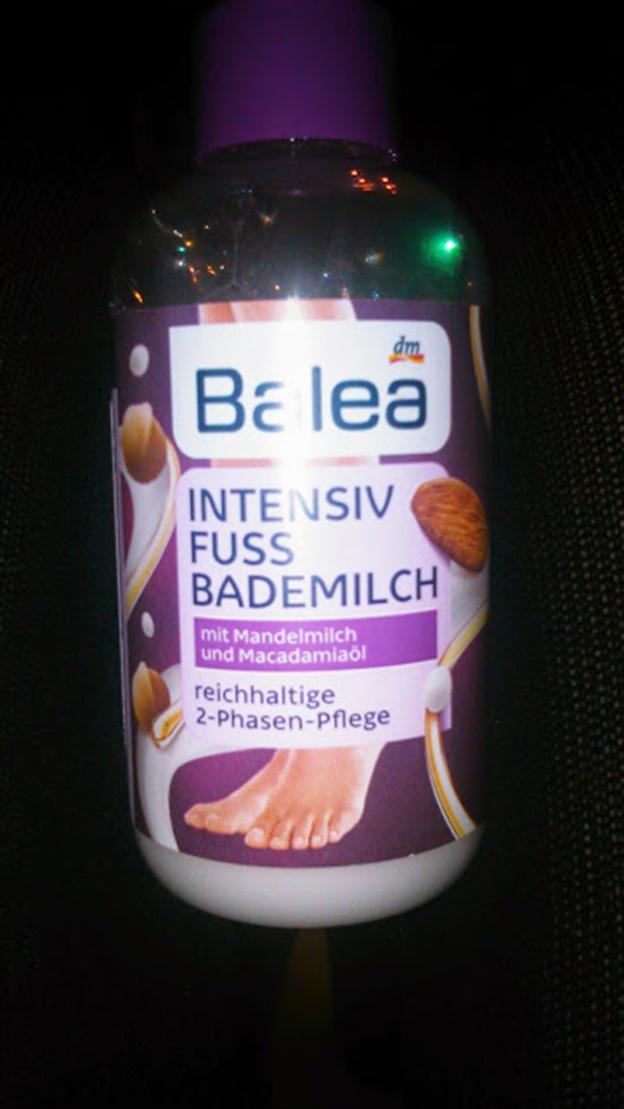 dm
Balea
INTENSIV
FUSS
BADEMILCH
mit Mandelmilch
und Macadamiaöl
reichhaltige
2-Phasen-Pflege